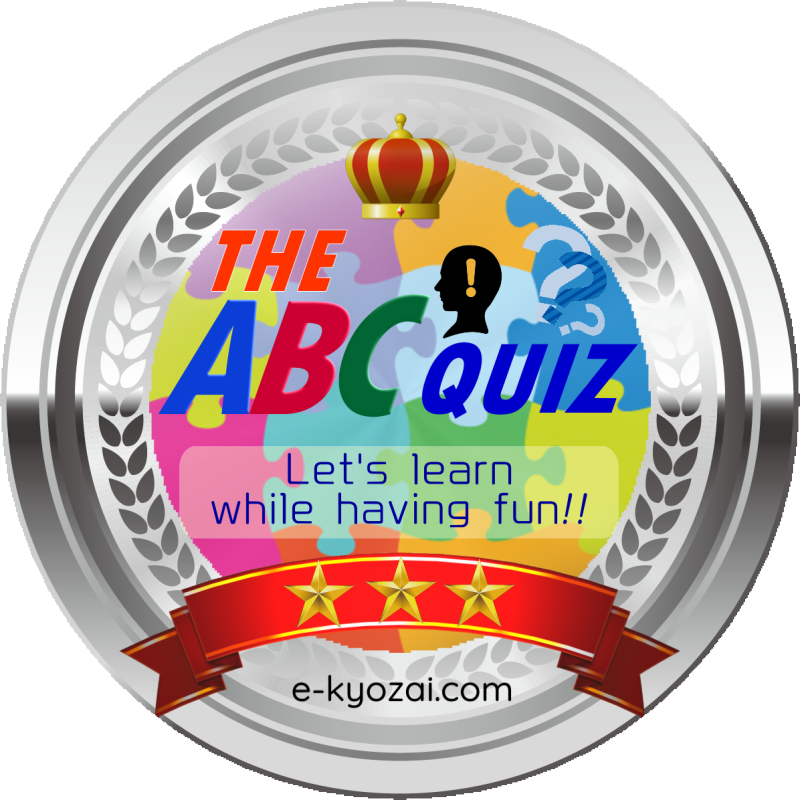 THE
ABC QUIZ
Let's learn
while having fun!!
e-kyozai.com